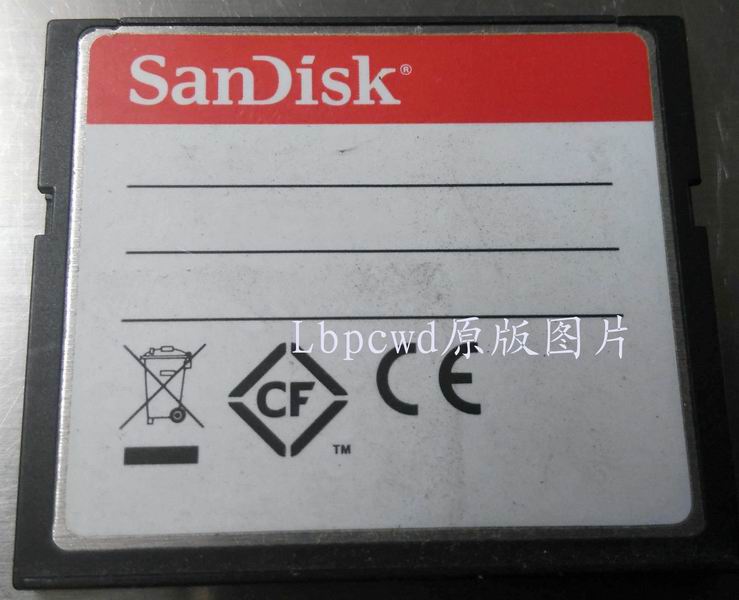 SanDisk®
Lbpcwd原版图片
CF
TM
CE